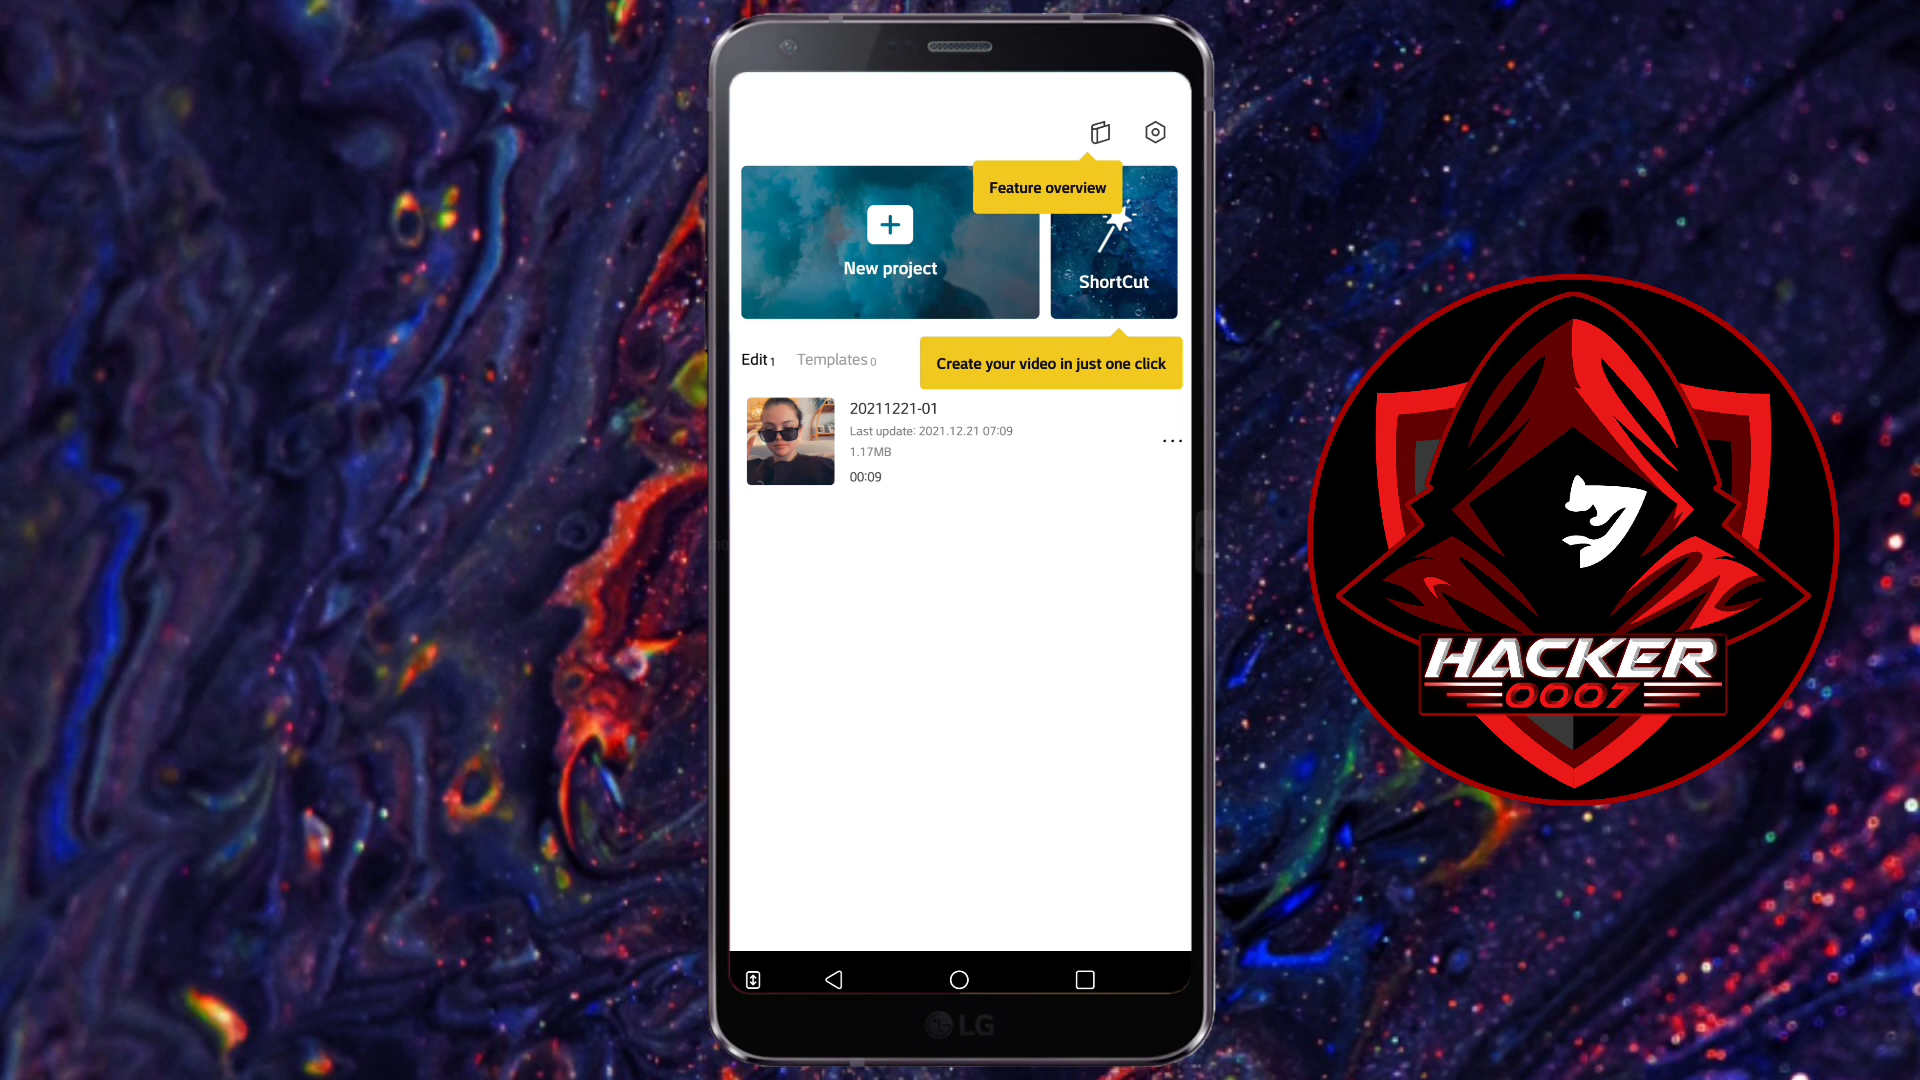 Feature overview
New project
ShortCut
Edit 1
Templates 0
Create your video in just one click
20211221-01
Last update: 2021.12.21 07:09
1.17MB
00:09
HACKER
0007
LG